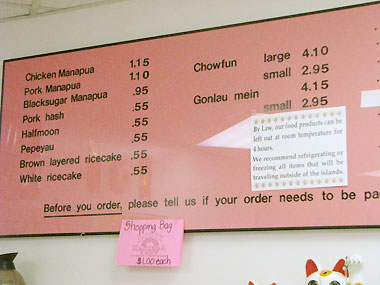 Chicken Manapua 1.15
Pork Manapua 1.10
Blacksugar Manapua .95
Pork hash .55
Halfmoon .55
Pepeyau .55
Brown layered ricecake .55
White ricecake .55
Chowfun large 4.10
small 2.95
Gonlau mein 4.15
small 2.95
By Law, our food products can be
left out at room temperature for
4 hours.
We recommend refrigerating or
freezing all items that will be
traveling outside of the islands.
Before you order, please tell us if your order needs to be pa
Shopping Bag
$1.00 each